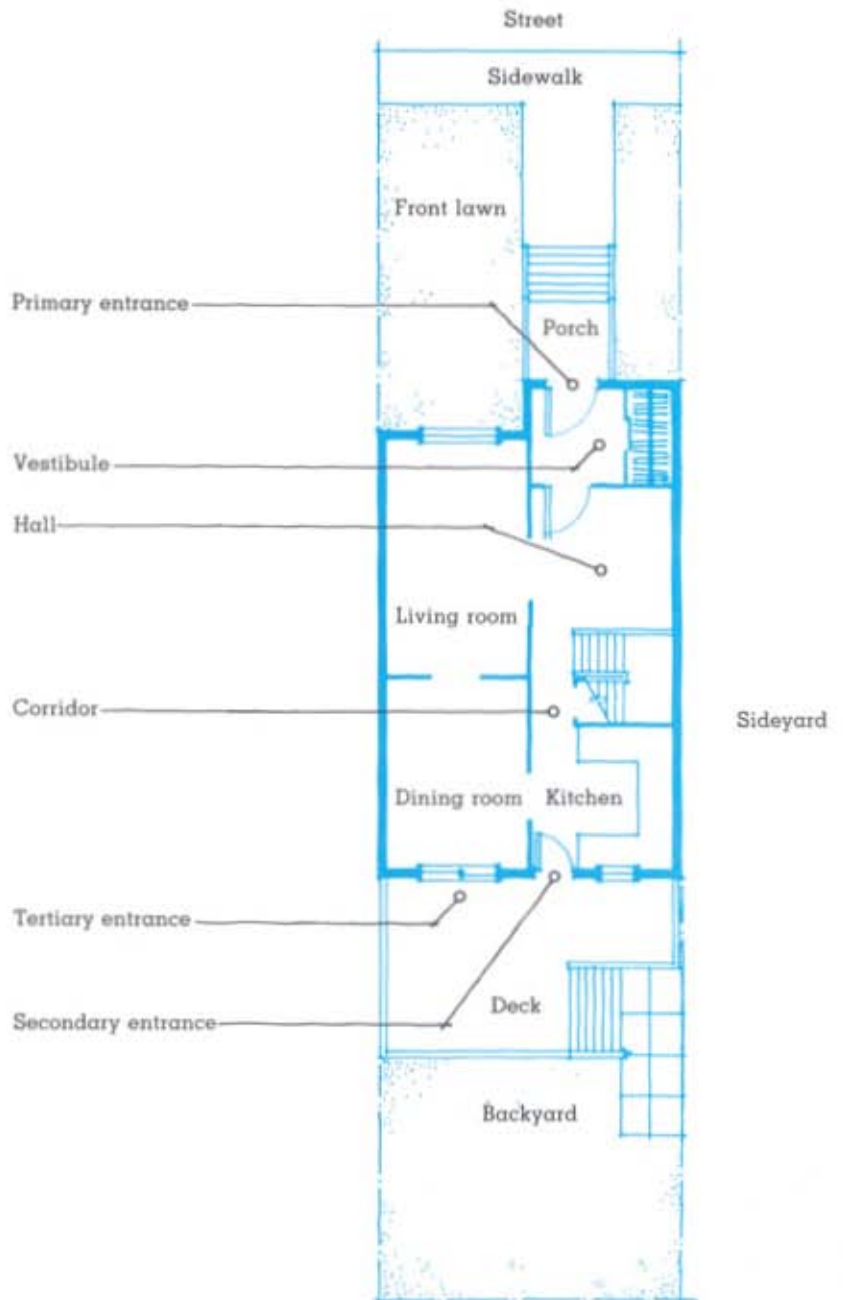 Street
Sidewalk
Front lawn
Primary entrance
Porch
Vestibule
Hall
Living room
Corridor
Sideyard
Dining room
Kitchen
Tertiary entrance
Deck
Secondary entrance
Backyard